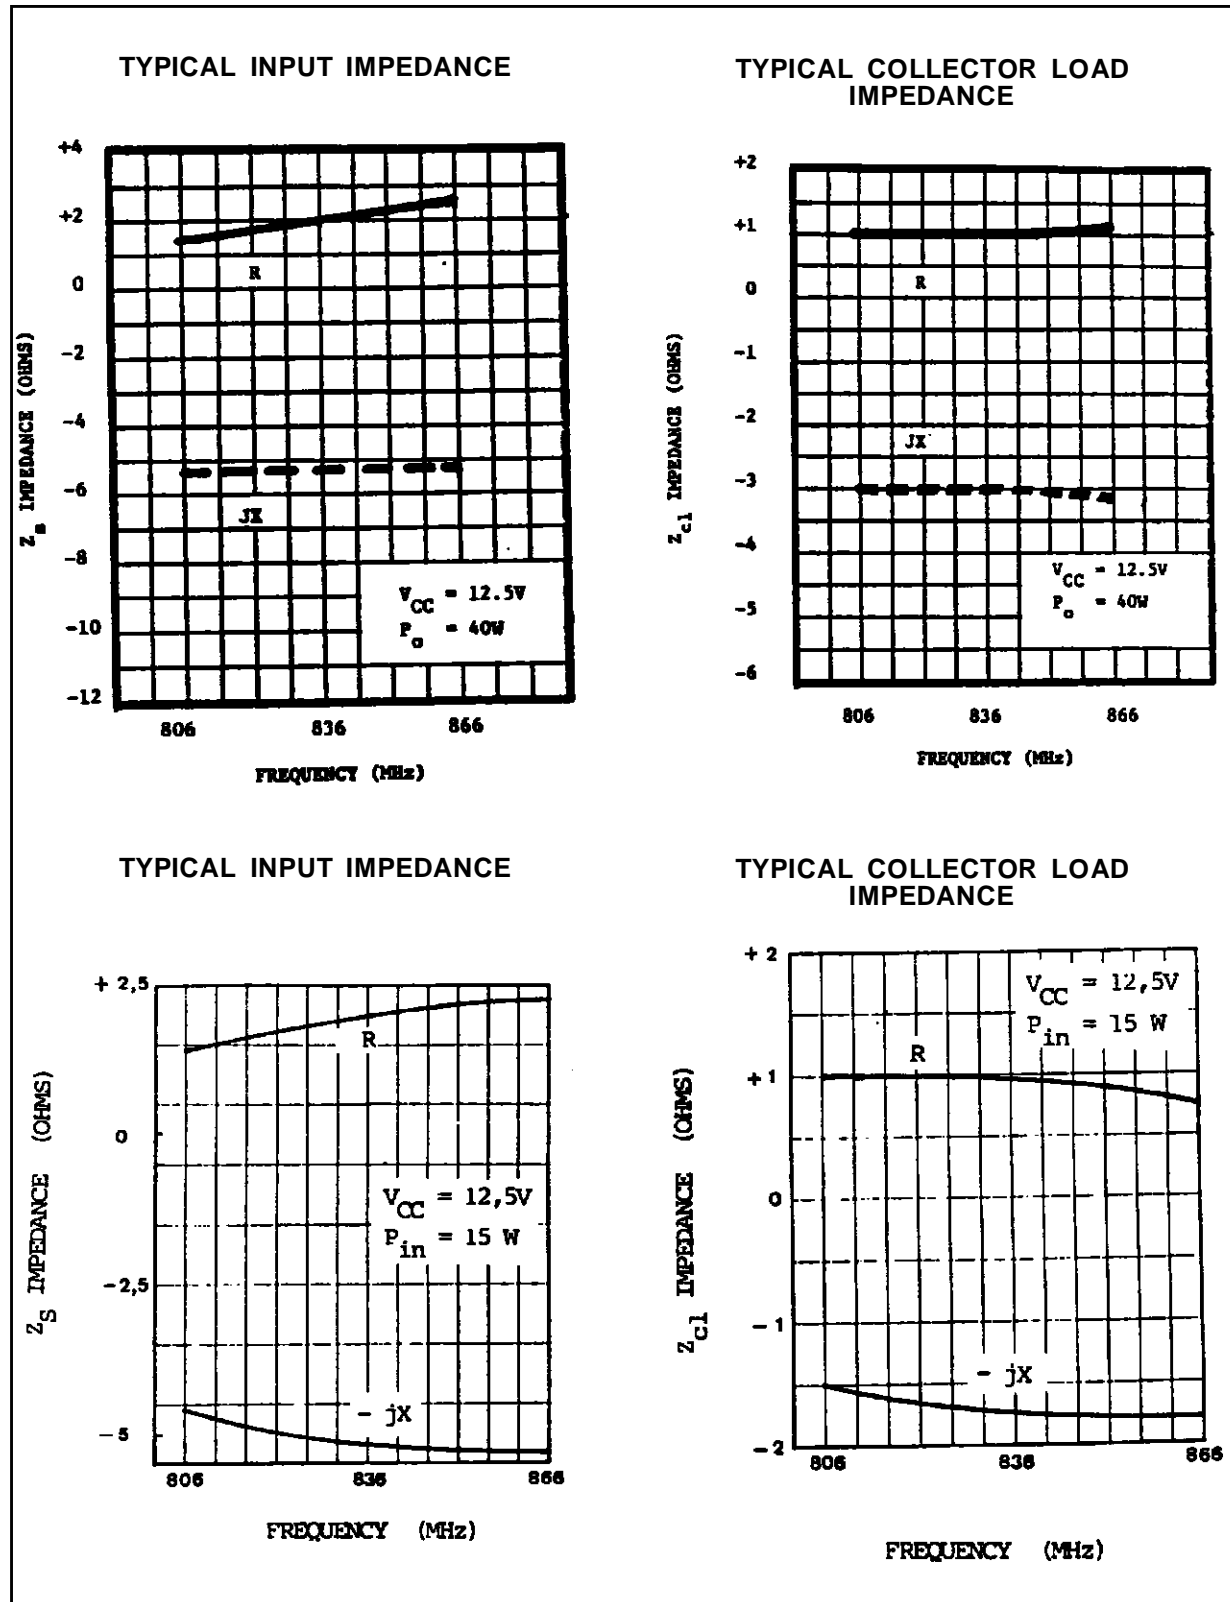 TYPICAL INPUT IMPEDANCE
+4
+2
0
-2
-4
-6
-8
-10
-12
Zs IMPEDANCE (OHMS)
R
JX
VCC = 12.5V
Po = 40W
806
836
866
FREQUENCY (MHz)
TYPICAL COLLECTOR LOAD
IMPEDANCE
+2
+1
0
-1
-2
-3
-4
-5
-6
Zcl IMPEDANCE (OHMS)
R
JX
VCC = 12.5V
Po = 40W
806
836
866
FREQUENCY (MHz)
TYPICAL INPUT IMPEDANCE
+ 2,5
0
-2,5
-5
ZS IMPEDANCE (OHMS)
R
VCC = 12,5V
Pin = 15 W
- jX
806
836
866
FREQUENCY (MHz)
TYPICAL COLLECTOR LOAD
IMPEDANCE
+ 2
+ 1
0
- 1
- 2
Zcl IMPEDANCE (OHMS)
VCC = 12,5V
Pin = 15 W
R
- jX
806
836
866
FREQUENCY (MHz)